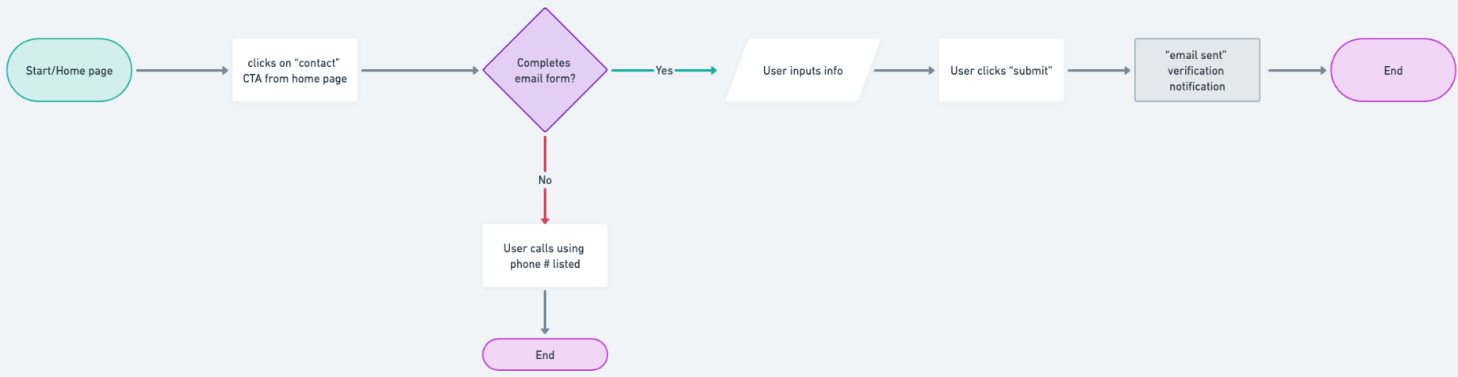 Start/Home page
clicks on “contact”
CTA from home page
Completes
email form?
Yes
User inputs info
User clicks “submit”
“email sent”
verification
notification
End
No
User calls using
phone # listed
End